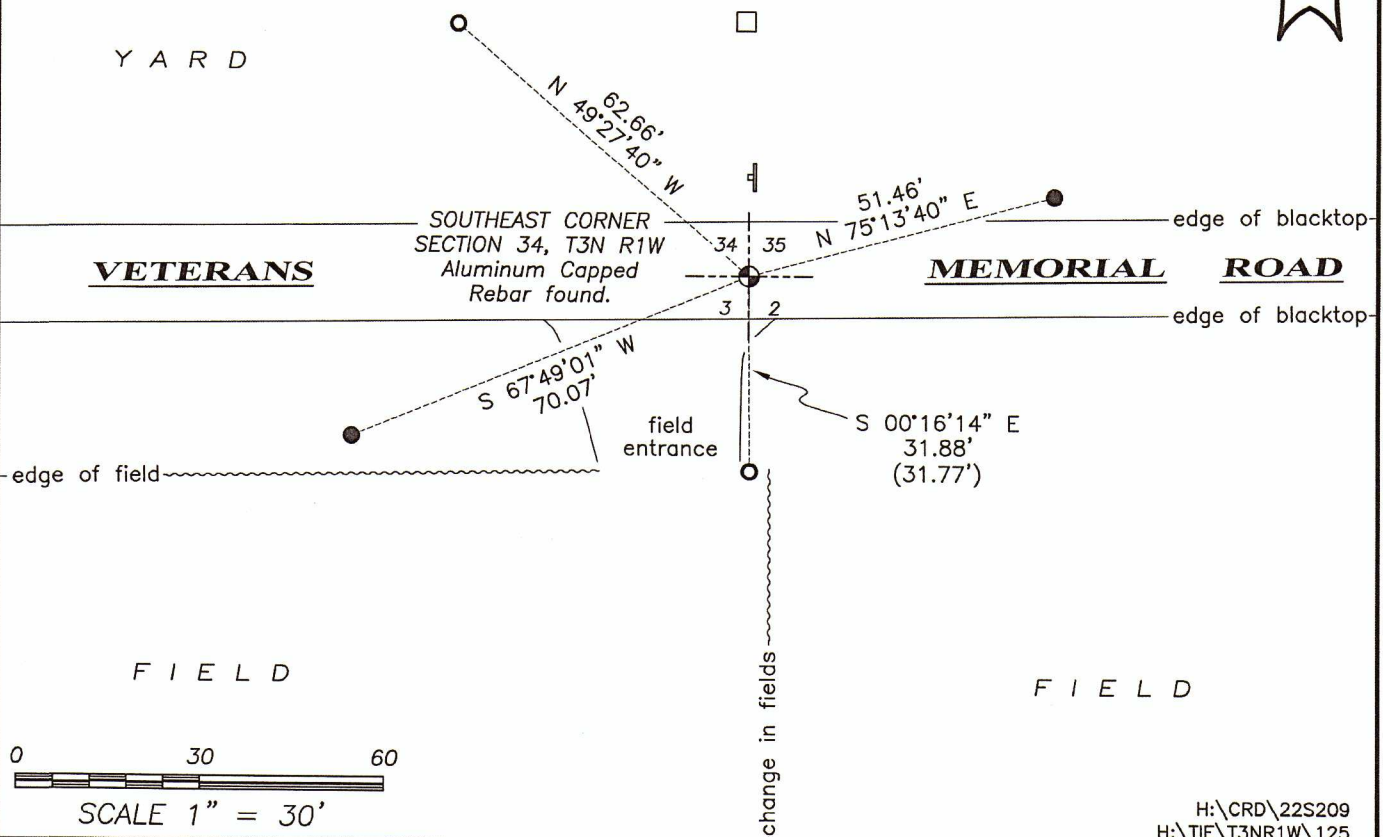 Y A R D
62.66'
N 49°27'40" W
51.46'
N 75°13'40" E
edge of blacktop
SOUTHEAST CORNER
SECTION 34, T3N R1W
Aluminum Capped
Rebar found.
34 35
VETERANS MEMORIAL ROAD
3 2
edge of blacktop
S 67°49'01" W
70.07'
field
entrance
S 00°16'14" E
31.88'
(31.77')
edge of field
F I E L D
change in fields
F I E L D
0 30 60
SCALE 1" = 30'
H:\CRD\22S209
H:\TIF\T3NR1W\125